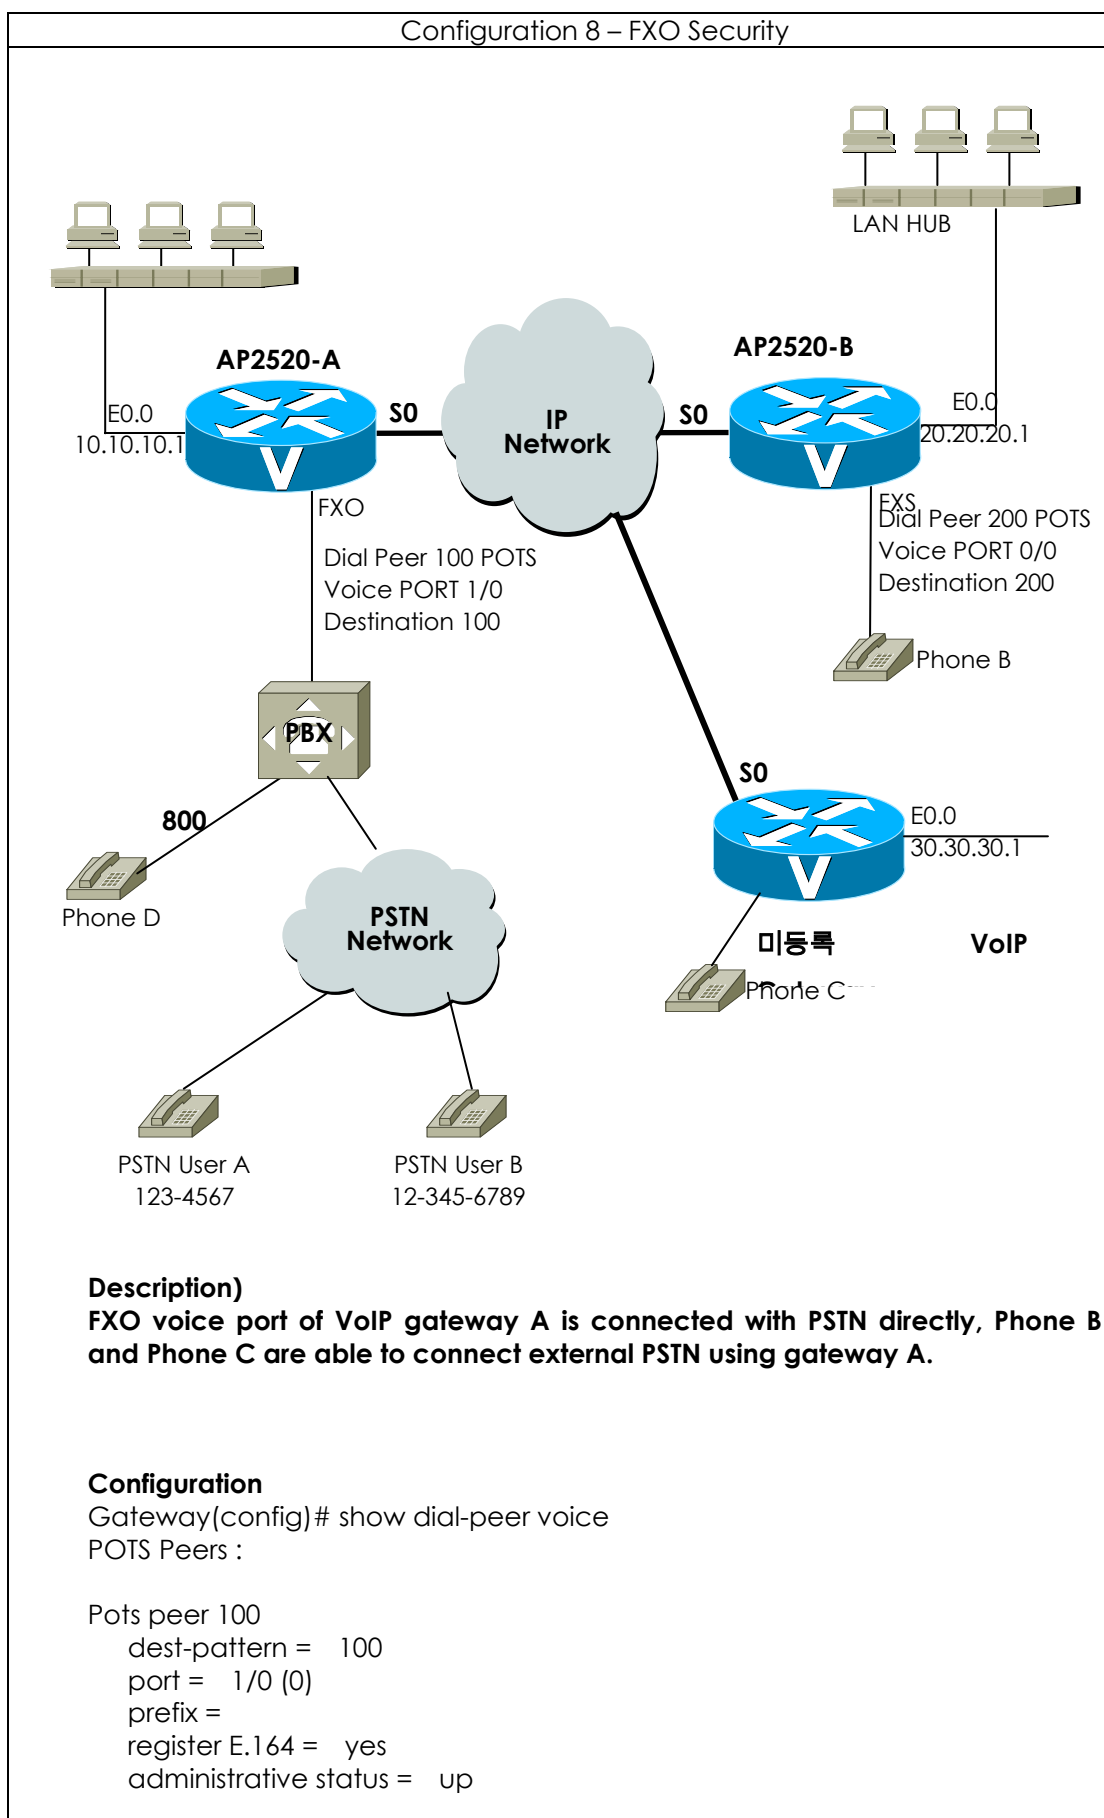 Configuration 8 – FXO Security
LAN HUB
AP2520-A
AP2520-B
E0.0
10.10.10.1
S0
IP
Network
S0
E0.0
20.20.20.1
FXO
Dial Peer 100 POTS
Voice PORT 1/0
Destination 100
FXS
Dial Peer 200 POTS
Voice PORT 0/0
Destination 200
Phone B
PBX
800
Phone D
S0
E0.0
30.30.30.1
PSTN
Network
미등록 VoIP
Phone C
PSTN User A
123-4567
PSTN User B
12-345-6789
Description)
FXO voice port of VoIP gateway A is connected with PSTN directly, Phone B
and Phone C are able to connect external PSTN using gateway A.
Configuration
Gateway(config)# show dial-peer voice
POTS Peers :
Pots peer 100
dest-pattern = 100
port = 1/0 (0)
prefix =
register E.164 = yes
administrative status = up